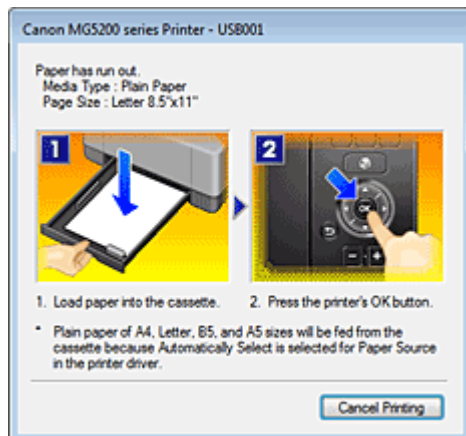 Canon MG5200 series Printer - USB001
Paper has run out.
Media Type : Plain Paper
Page Size : Letter 8.5"x11"
1
2
OK
1. Load paper into the cassette.
2. Press the printer's OK button.
* Plain paper of A4, Letter, B5, and A5 sizes will be fed from the
cassette because Automatically Select is selected for Paper Source
in the printer driver.
Cancel Printing